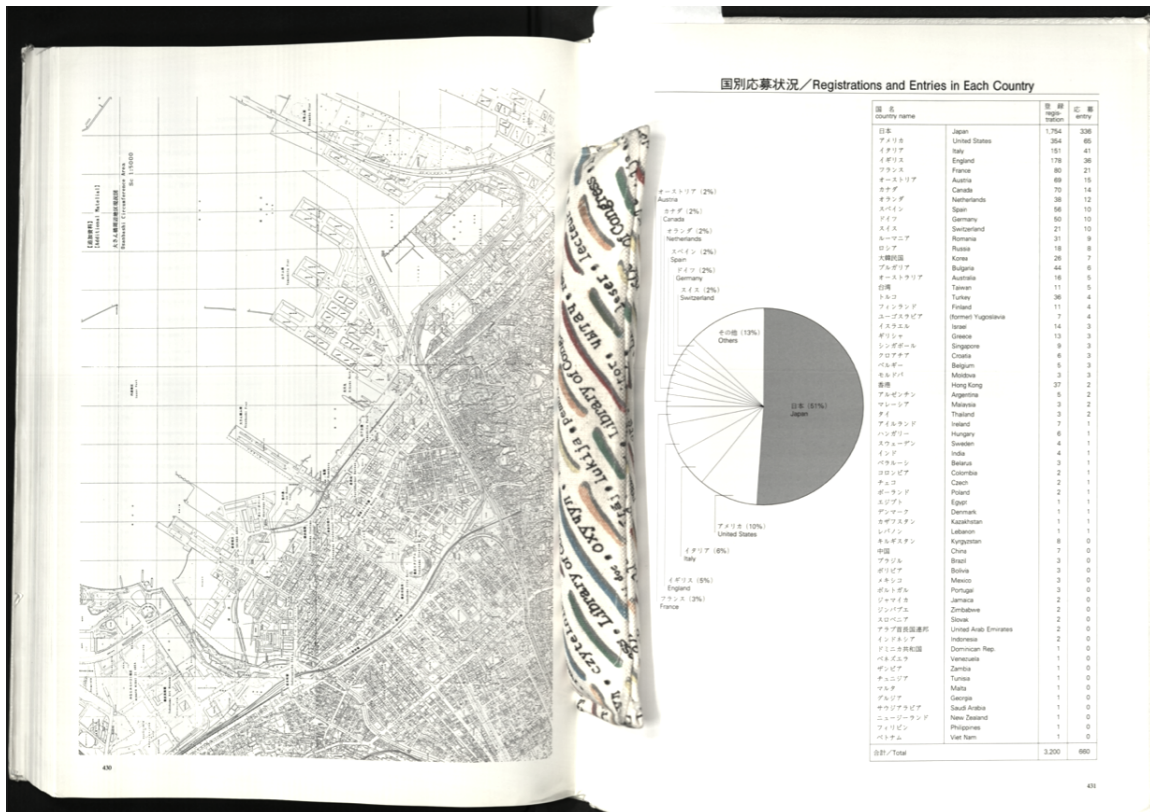 【追加資料】
[Additional Material]
Osanbashi Circumference Area
Sc 1:5000
430
国別応募状況／Registrations and Entries in Each Country
国 名
country name
登 録
regis-
tration
応 募
entry
日本 Japan 1,754 336
アメリカ United States 354 65
イタリア Italy 151 41
イギリス England 178 36
フランス France 80 21
オーストリア Austria 69 15
カナダ Canada 70 14
オランダ Netherlands 38 12
スペイン Spain 56 10
ドイツ Germany 50 10
スイス Switzerland 21 10
ルーマニア Romania 31 9
ロシア Russia 18 8
大韓民国 Korea 26 7
ブルガリア Bulgaria 44 6
オーストラリア Australia 16 5
台湾 Taiwan 11 5
トルコ Turkey 36 4
フィンランド Finland 11 4
ユーゴスラビア (former) Yugoslavia 7 4
イスラエル Israel 14 3
ギリシャ Greece 13 3
シンガポール Singapore 9 3
クロアチア Croatia 6 3
ベルギー Belgium 5 3
モルドバ Moldova 3 3
香港 Hong Kong 37 2
アルゼンチン Argentina 5 2
マレーシア Malaysia 3 2
タイ Thailand 3 2
アイルランド Ireland 7 1
ハンガリー Hungary 6 1
スウェーデン Sweden 4 1
インド India 4 1
ベラルーシ Belarus 3 1
コロンビア Colombia 2 1
チェコ Czech 2 1
ポーランド Poland 2 1
エジプト Egypt 1 1
デンマーク Denmark 1 1
カザフスタン Kazakhstan 1 1
レバノン Lebanon 1 1
キルギスタン Kyrgyzstan 8 0
中国 China 7 0
ブラジル Brazil 3 0
ボリビア Bolivia 3 0
メキシコ Mexico 3 0
ポルトガル Portugal 3 0
ジャマイカ Jamaica 2 0
ジンバブエ Zimbabwe 2 0
スロベニア Slovak 2 0
アラブ首長国連邦 United Arab Emirates 2 0
インドネシア Indonesia 2 0
ドミニカ共和国 Dominican Rep. 1 0
ベネズエラ Venezuela 1 0
ザンビア Zambia 1 0
チュニジア Tunisia 1 0
マルタ Malta 1 0
グルジア Georgia 1 0
サウジアラビア Saudi Arabia 1 0
ニュージーランド New Zealand 1 0
フィリピン Philippines 1 0
ベトナム Viet Nam 1 0
合計／Total 3,200 660
オーストリア (2%)
Austria
カナダ (2%)
Canada
オランダ (2%)
Netherlands
スペイン (2%)
Spain
ドイツ (2%)
Germany
スイス (2%)
Switzerland
その他 (13%)
Others
日本 (51%)
Japan
アメリカ (10%)
United States
イタリア (6%)
Italy
イギリス (5%)
England
フランス (3%)
France
431
of Congress
Library of Cong
lukija
Library of